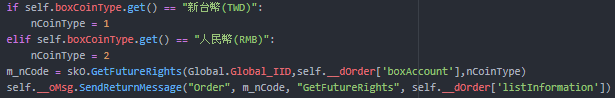 if self.boxCoinType.get() == "新台幣(TWD)":
nCoinType = 1
elif self.boxCoinType.get() == "人民幣(RMB)":
nCoinType = 2
m_nCode = skO.GetFutureRights(Global.Global_IID,self.__dOrder['boxAccount'],nCoinType)
self.__oMsg.SendReturnMessage("Order", m_nCode, "GetFutureRights", self.__dOrder['listInformation'])